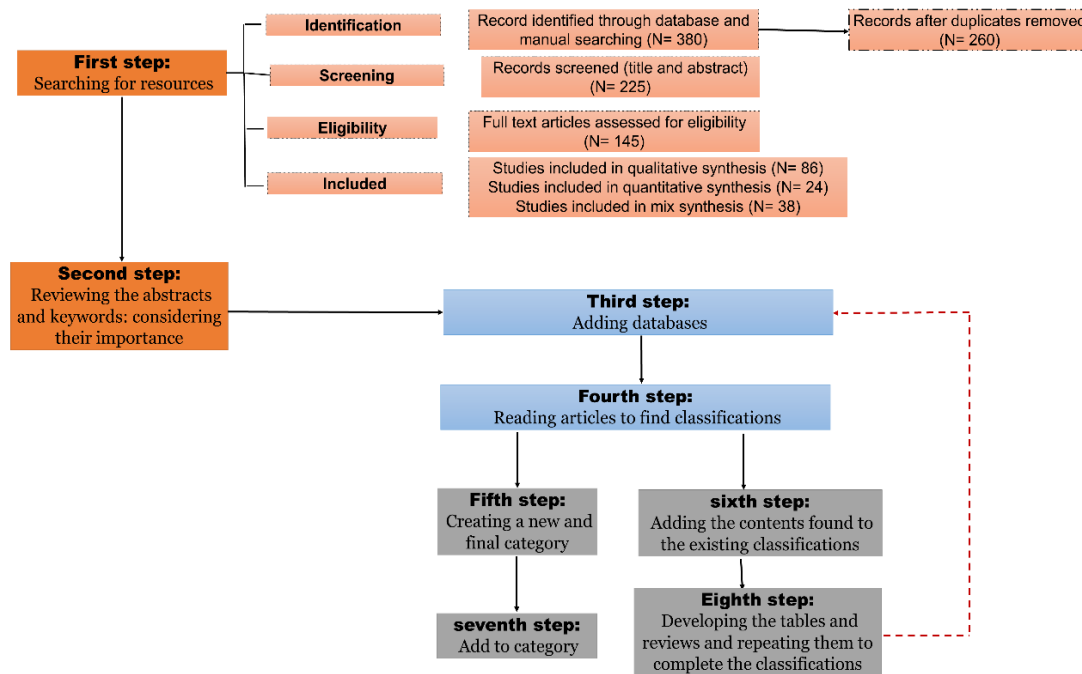 Identification
Record identified through database and
manual searching (N= 380)
Records after duplicates removed
(N= 260)
First step:
Searching for resources
Screening
Records screened (title and abstract)
(N= 225)
Eligibility
Full text articles assessed for eligibility
(N= 145)
Included
Studies included in qualitative synthesis (N= 86)
Studies included in quantitative synthesis (N= 24)
Studies included in mix synthesis (N= 38)
Second step:
Reviewing the abstracts
and keywords: considering
their importance
Third step:
Adding databases
Fourth step:
Reading articles to find classifications
Fifth step:
Creating a new and
final category
sixth step:
Adding the contents found to
the existing classifications
seventh step:
Add to category
Eighth step:
Developing the tables and
reviews and repeating them to
complete the classifications